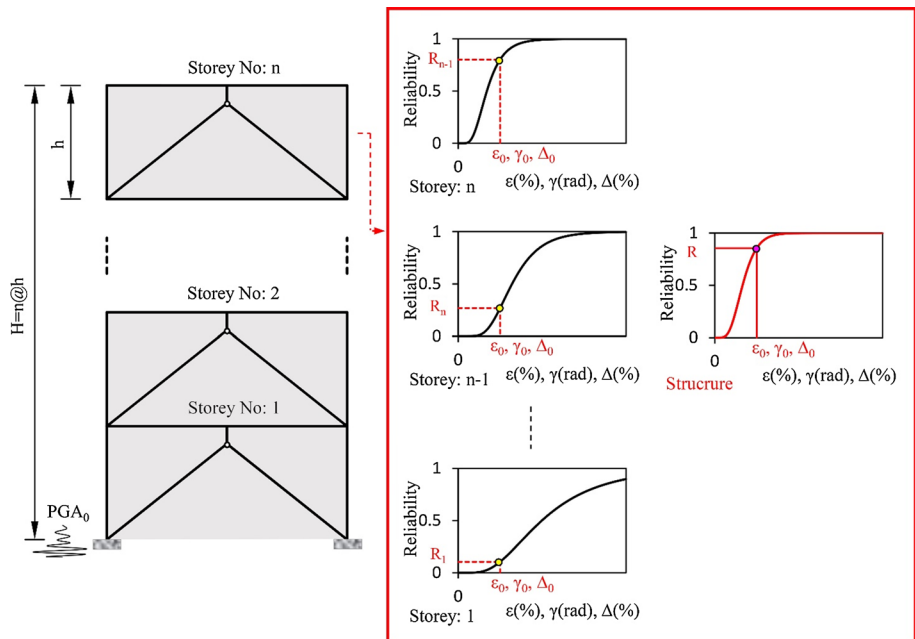 Storey No: n
h
H=n@h
Storey No: 2
Storey No: 1
PGA₀
Reliability
1
0.5
0
Rₙ₋₁
0
ε₀, γ₀, Δ₀
ε(%), γ(rad), Δ(%)
Storey: n
Reliability
1
0.5
0
Rₙ
0
ε₀, γ₀, Δ₀
ε(%), γ(rad), Δ(%)
Storey: n-1
Reliability
1
R
0.5
0
0
ε₀, γ₀, Δ₀
ε(%), γ(rad), Δ(%)
Strucrure
Reliability
1
0.5
R₁
0
0
ε₀, γ₀, Δ₀
ε(%), γ(rad), Δ(%)
Storey: 1